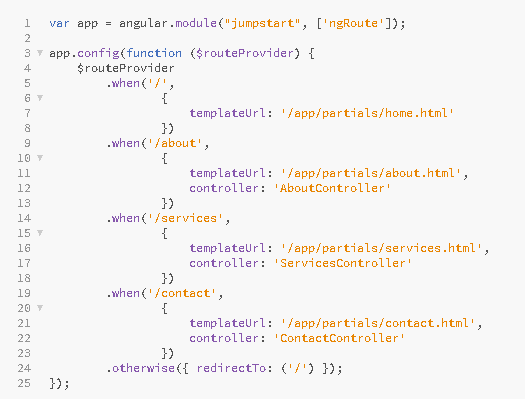 1 var app = angular.module("jumpstart", ['ngRoute']);
2
3 app.config(function ($routeProvider) {
4     $routeProvider
5         .when('/',
6                 {
7                     templateUrl: '/app/partials/home.html'
8                 })
9         .when('/about',
10                 {
11                     templateUrl: '/app/partials/about.html',
12                     controller: 'AboutController'
13                 })
14         .when('/services',
15                 {
16                     templateUrl: '/app/partials/services.html',
17                     controller: 'ServicesController'
18                 })
19         .when('/contact',
20                 {
21                     templateUrl: '/app/partials/contact.html',
22                     controller: 'ContactController'
23                 })
24         .otherwise({ redirectTo: ('/') });
25 });